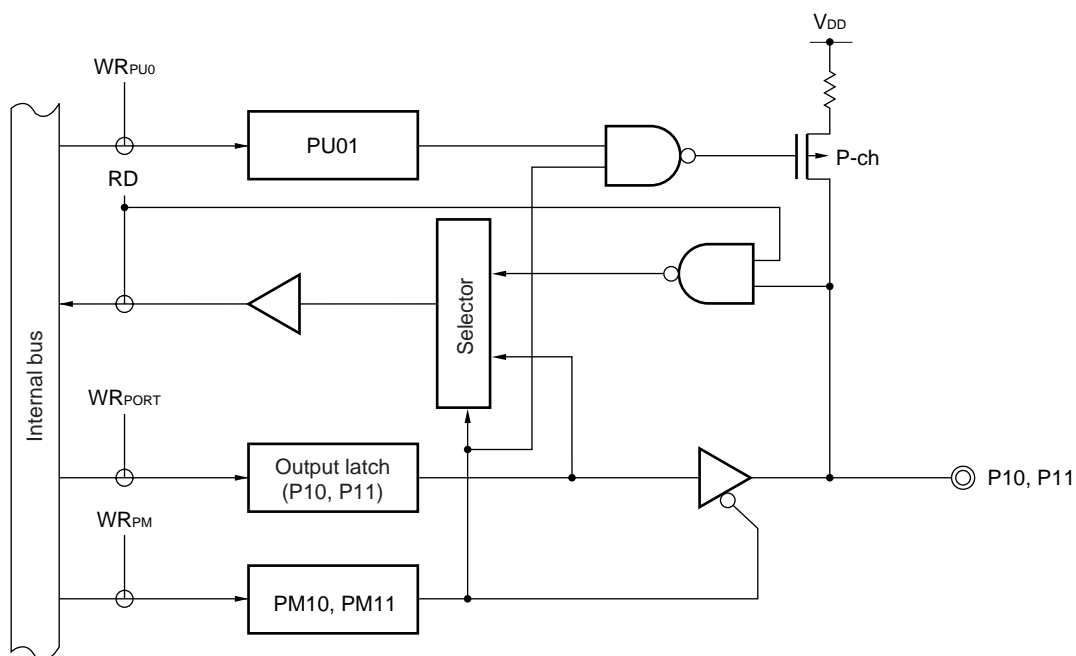 VDD
WRPU0
PU01
P-ch
RD
Selector
Internal bus
WRPORT
Output latch
(P10, P11)
P10, P11
WRPM
PM10, PM11